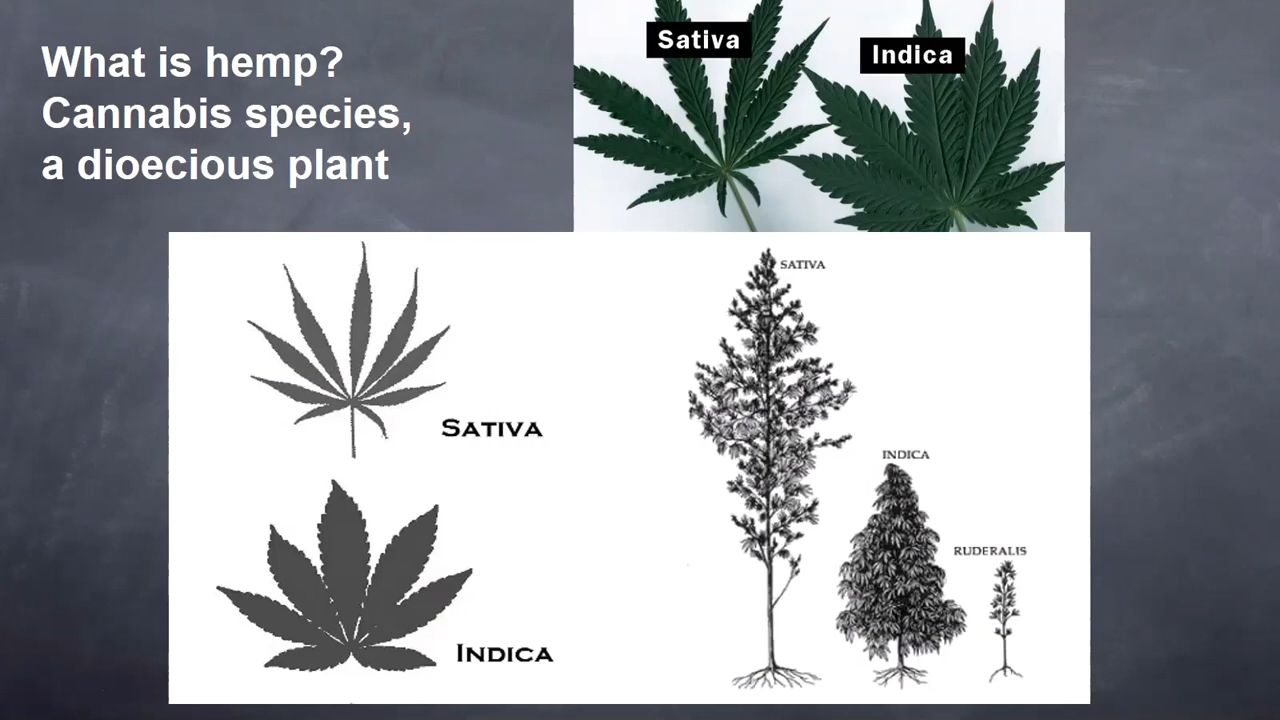 What is hemp?
Cannabis species,
a dioecious plant
Sativa
Indica
SATIVA
INDICA
SATIVA
INDICA
RUDERALIS